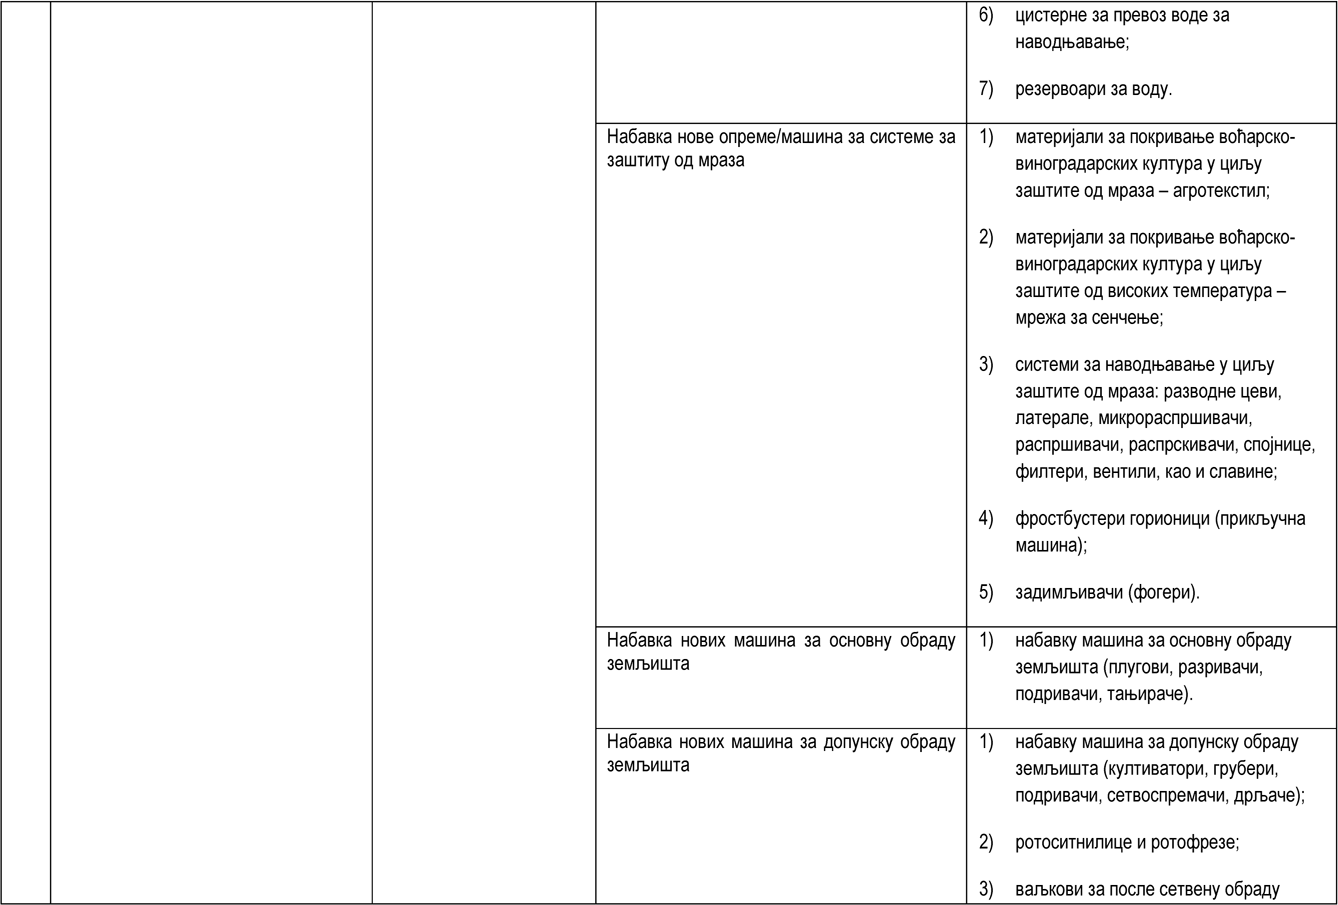 6) цистерне за превоз воде за
наводњавање;
7) резервоари за воду.
Набавка нове опреме/машина за системе за
заштиту од мраза
1) материјали за покривање воћарско-
виноградарских култура у циљу
заштите од мраза – агротекстил;
2) материјали за покривање воћарско-
виноградарских култура у циљу
заштите од високих температура –
мрежа за сенчење;
3) системи за наводњавање у циљу
заштите од мраза: разводне цеви,
латерале, микрораспршивачи,
распршивачи, распрскивачи, спојнице,
филтери, вентили, као и славине;
4) фростбустери горионици (прикључна
машина);
5) задимљивачи (фогери).
Набавка нових машина за основну обраду
земљишта
1) набавку машина за основну обраду
земљишта (плугови, разривачи,
подривачи, тањираче).
Набавка нових машина за допунску обраду
земљишта
1) набавку машина за допунску обраду
земљишта (култиватори, грубери,
подривачи, сетвоспремачи, дрљаче);
2) ротоситнилице и ротофрезе;
3) ваљкови за после сетвену обраду